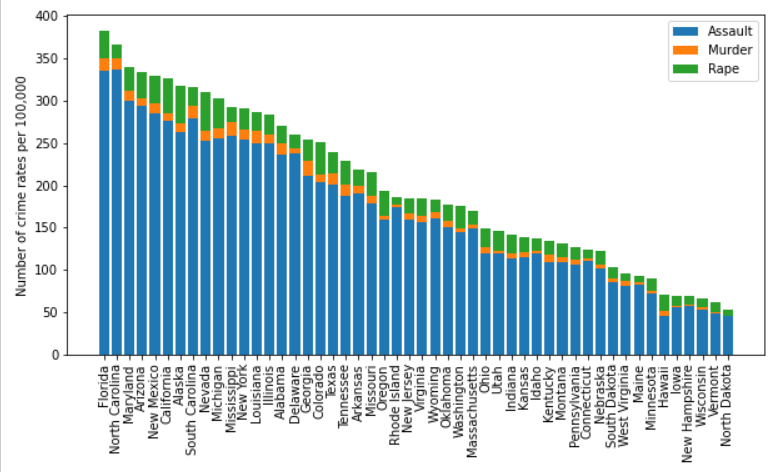 400
350
300
250
200
150
100
50
0
Number of crime rates per 100,000
Assault
Murder
Rape
Florida
North Carolina
Maryland
Arizona
New Mexico
California
Alaska
South Carolina
Nevada
Michigan
Mississippi
New York
Louisiana
Illinois
Alabama
Delaware
Georgia
Colorado
Texas
Tennessee
Arkansas
Missouri
Oregon
Rhode Island
New Jersey
Virginia
Wyoming
Oklahoma
Washington
Massachusetts
Ohio
Utah
Indiana
Kansas
Idaho
Kentucky
Montana
Pennsylvania
Connecticut
Nebraska
South Dakota
West Virginia
Maine
Minnesota
Hawaii
Iowa
New Hampshire
Wisconsin
Vermont
North Dakota